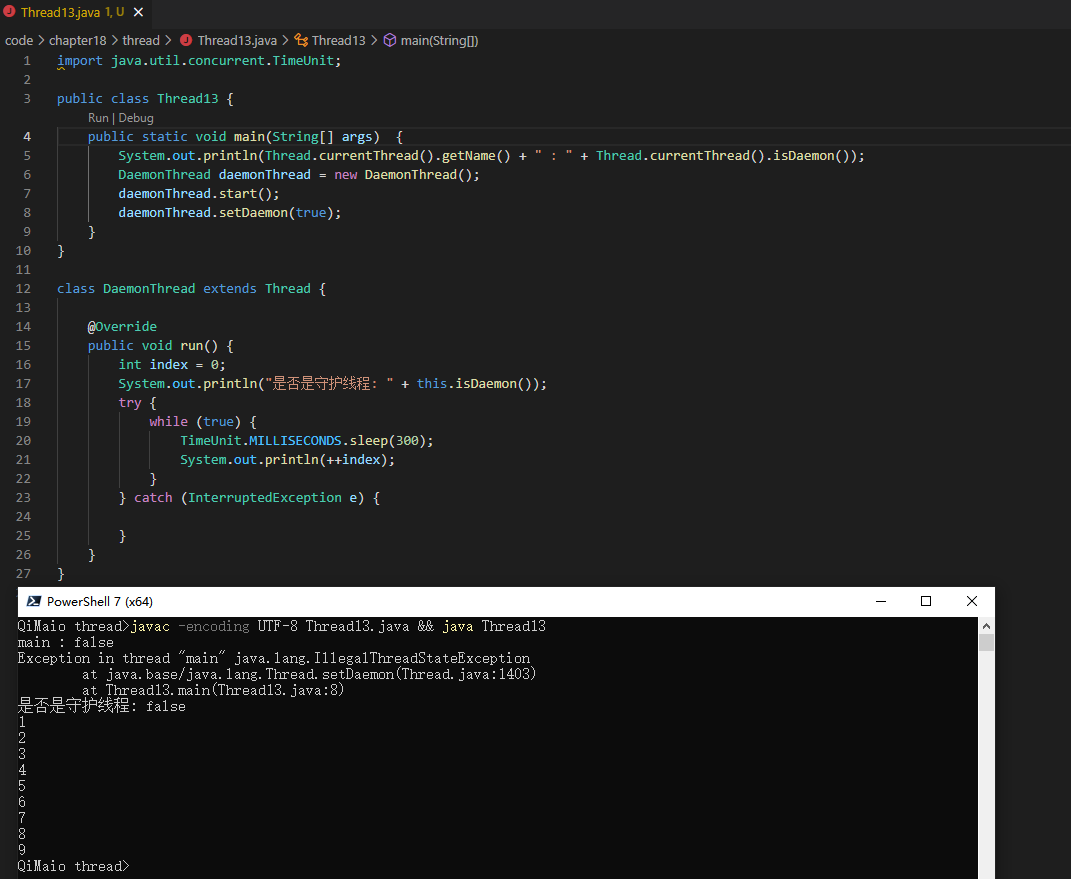 Thread13.java 1, U
code > chapter18 > thread > Thread13.java > Thread13 > main(String[])
1 import java.util.concurrent.TimeUnit;
2
3 public class Thread13 {
Run | Debug
4 public static void main(String[] args)  {
5 System.out.println(Thread.currentThread().getName() + " : " + Thread.currentThread().isDaemon());
6 DaemonThread daemonThread = new DaemonThread();
7 daemonThread.start();
8 daemonThread.setDaemon(true);
9 }
10 }
11
12 class DaemonThread extends Thread {
13
14 @Override
15 public void run() {
16 int index = 0;
17 System.out.println("是否是守护线程: " + this.isDaemon());
18 try {
19 while (true) {
20 TimeUnit.MILLISECONDS.sleep(300);
21 System.out.println(++index);
22 }
23 } catch (InterruptedException e) {
24
25 }
26 }
27 }
PowerShell 7 (x64)
QiMaio thread>javac -encoding UTF-8 Thread13.java && java Thread13
main : false
Exception in thread "main" java.lang.IllegalThreadStateException
at java.base/java.lang.Thread.setDaemon(Thread.java:1403)
at Thread13.main(Thread13.java:8)
是否是守护线程: false
1
2
3
4
5
6
7
8
9
QiMaio thread>